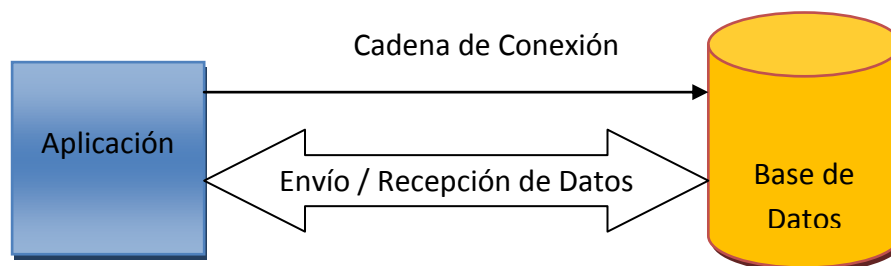 Cadena de Conexión
Aplicación
Envío / Recepción de Datos
Base de
Datos